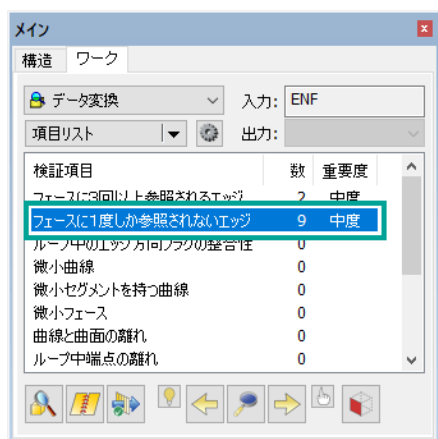 メイン
構造 ワーク
データ変換 入力: ENF
項目リスト 出力:
検証項目 数 重要度
フェースに3回以上参照されるエッジ 2 中度
フェースに1度しか参照されないエッジ 9 中度
ループ中のエッジ方向フラグの整合性 0
微小曲線 0
微小セグメントを持つ曲線 0
微小フェース 0
曲線と曲面の離れ 0
ループ中端点の離れ 0